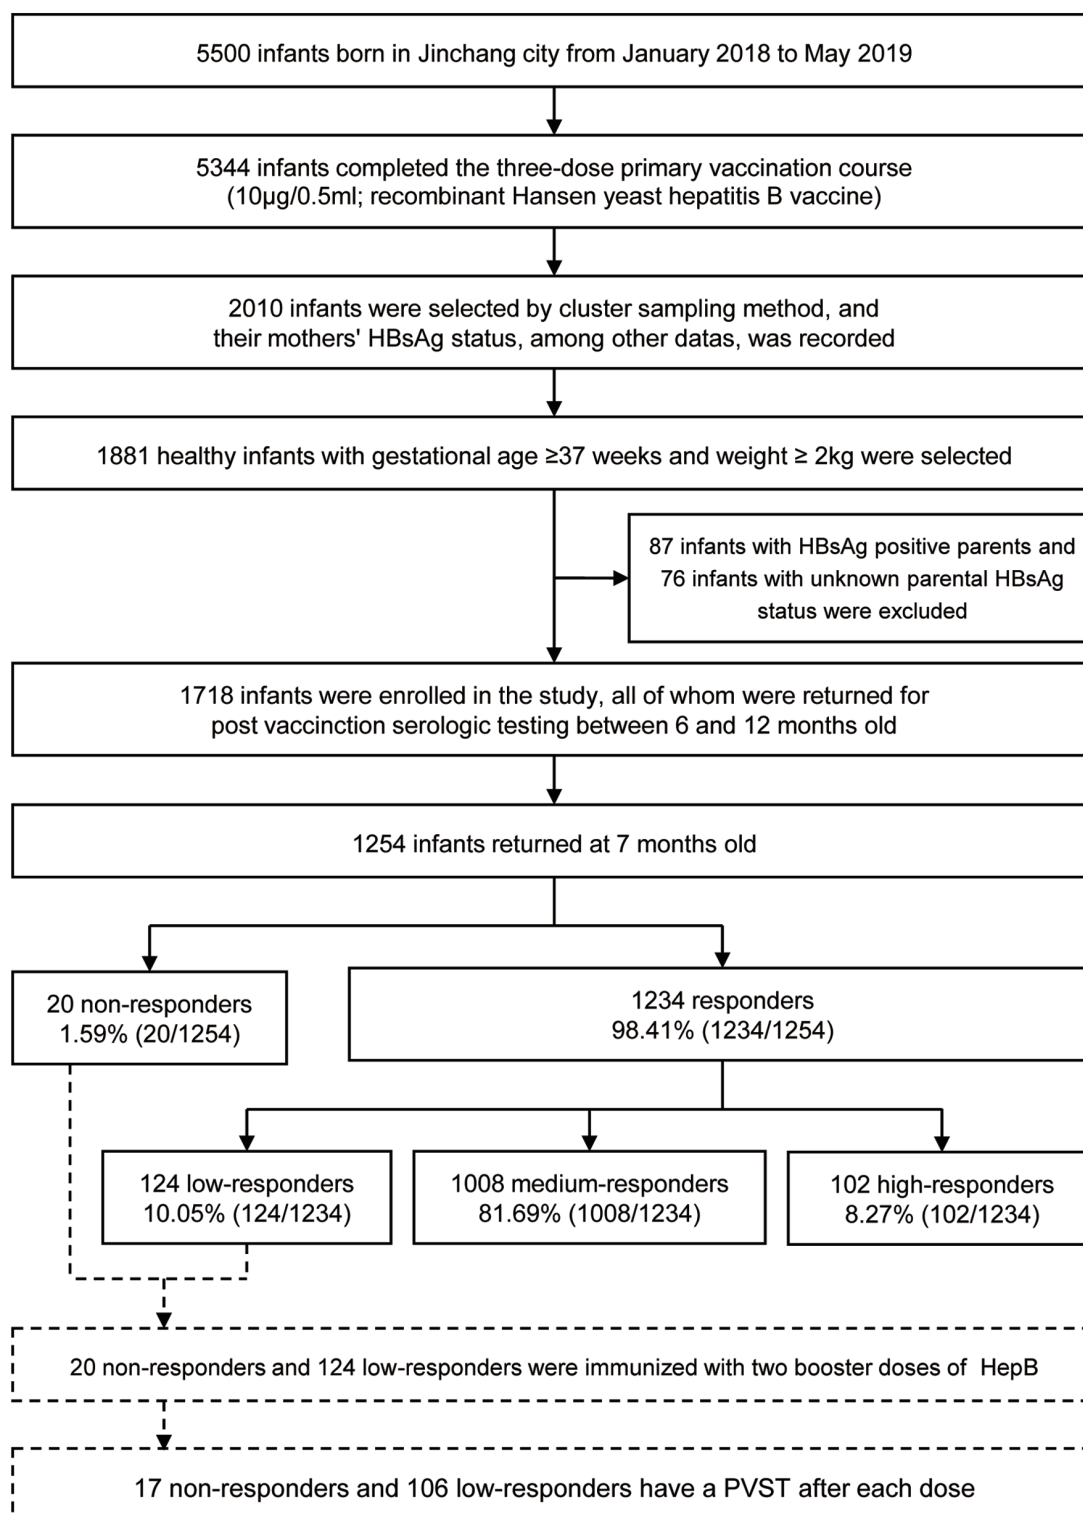 5500 infants born in Jinchang city from January 2018 to May 2019
5344 infants completed the three-dose primary vaccination course
(10μg/0.5ml; recombinant Hansen yeast hepatitis B vaccine)
2010 infants were selected by cluster sampling method, and
their mothers' HBsAg status, among other datas, was recorded
1881 healthy infants with gestational age ≥37 weeks and weight ≥ 2kg were selected
87 infants with HBsAg positive parents and
76 infants with unknown parental HBsAg
status were excluded
1718 infants were enrolled in the study, all of whom were returned for
post vaccinction serologic testing between 6 and 12 months old
1254 infants returned at 7 months old
20 non-responders
1.59% (20/1254)
1234 responders
98.41% (1234/1254)
124 low-responders
10.05% (124/1234)
1008 medium-responders
81.69% (1008/1234)
102 high-responders
8.27% (102/1234)
20 non-responders and 124 low-responders were immunized with two booster doses of HepB
17 non-responders and 106 low-responders have a PVST after each dose